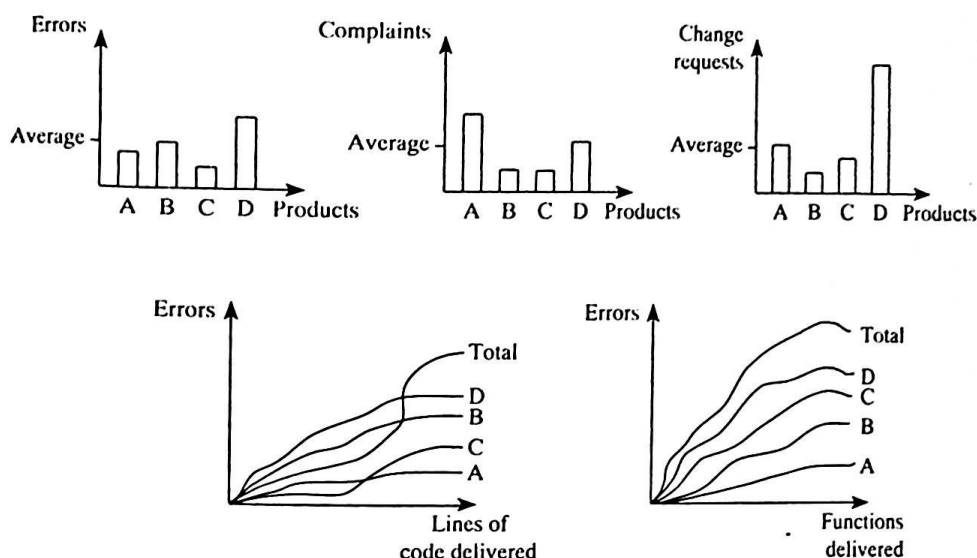 Errors
Average
A B C D Products
Complaints
Average
A B C D Products
Change
requests
Average
A B C D Products
Errors
Total
D
B
C
A
Lines of
code delivered
Errors
Total
D
C
B
A
Functions
delivered